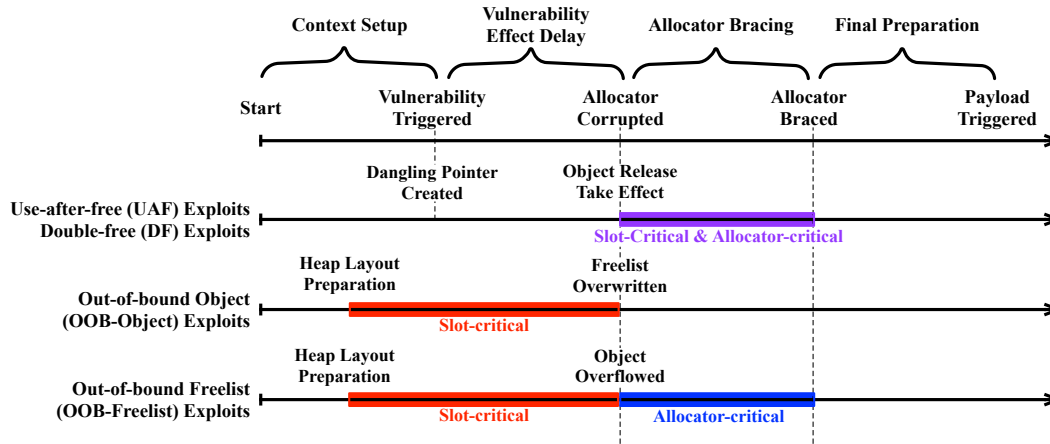 Context Setup
Vulnerability
Effect Delay
Allocator Bracing
Final Preparation
Start
Vulnerability
Triggered
Allocator
Corrupted
Allocator
Braced
Payload
Triggered
Dangling Pointer
Created
Object Release
Take Effect
Use-after-free (UAF) Exploits
Double-free (DF) Exploits
Slot-Critical & Allocator-critical
Heap Layout
Preparation
Freelist
Overwritten
Out-of-bound Object
(OOB-Object) Exploits
Slot-critical
Heap Layout
Preparation
Object
Overflowed
Out-of-bound Freelist
(OOB-Freelist) Exploits
Slot-critical
Allocator-critical